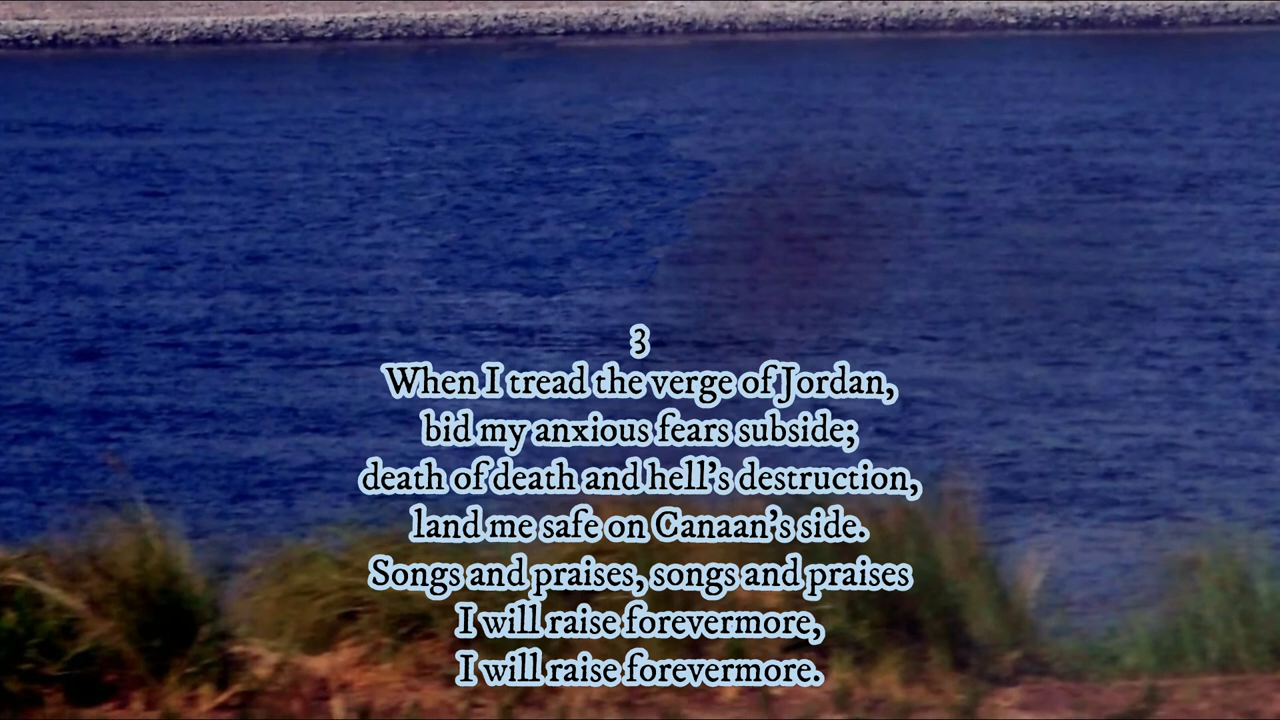 3
When I tread the verge of Jordan,
bid my anxious fears subside;
death of death and hell's destruction,
land me safe on Canaan's side.
Songs and praises, songs and praises
I will raise forevermore,
I will raise forevermore.